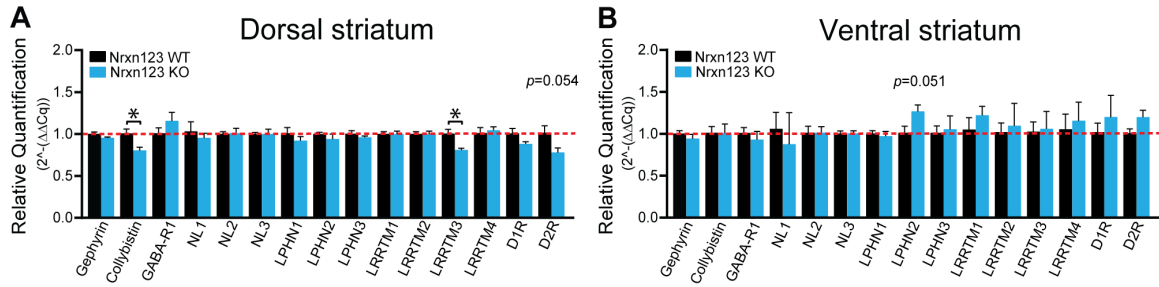 A
Dorsal striatum
Relative Quantification
(2^-(ΔΔCq))
2.0
1.5
1.0
0.5
0.0
Nrxn123 WT
Nrxn123 KO
*
*
p=0.054
Gephyrin
Collybistin
GABA-R1
NL1
NL2
NL3
LPHN1
LPHN2
LPHN3
LRRTM1
LRRTM2
LRRTM3
LRRTM4
D1R
D2R
B
Ventral striatum
Relative Quantification
(2^-(ΔΔCq))
2.0
1.5
1.0
0.5
0.0
Nrxn123 WT
Nrxn123 KO
p=0.051
Gephyrin
Collybistin
GABA-R1
NL1
NL2
NL3
LPHN1
LPHN2
LPHN3
LRRTM1
LRRTM2
LRRTM3
LRRTM4
D1R
D2R